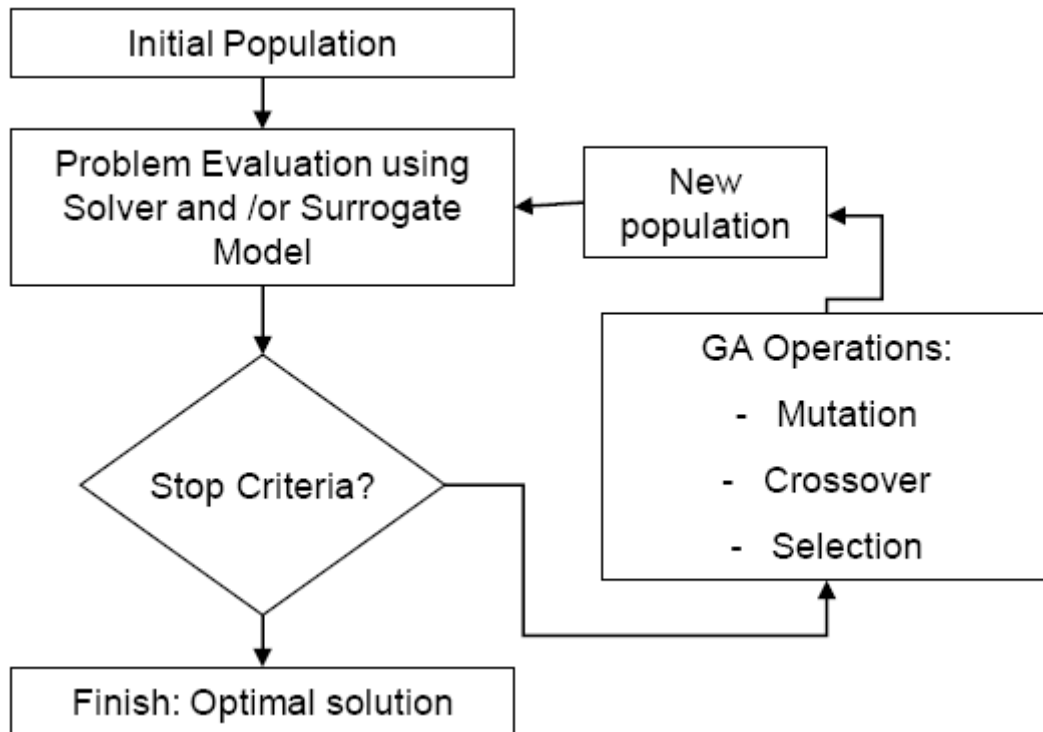 Initial Population
Problem Evaluation using
Solver and /or Surrogate
Model
New
population
GA Operations:
- Mutation
- Crossover
- Selection
Stop Criteria?
Finish: Optimal solution